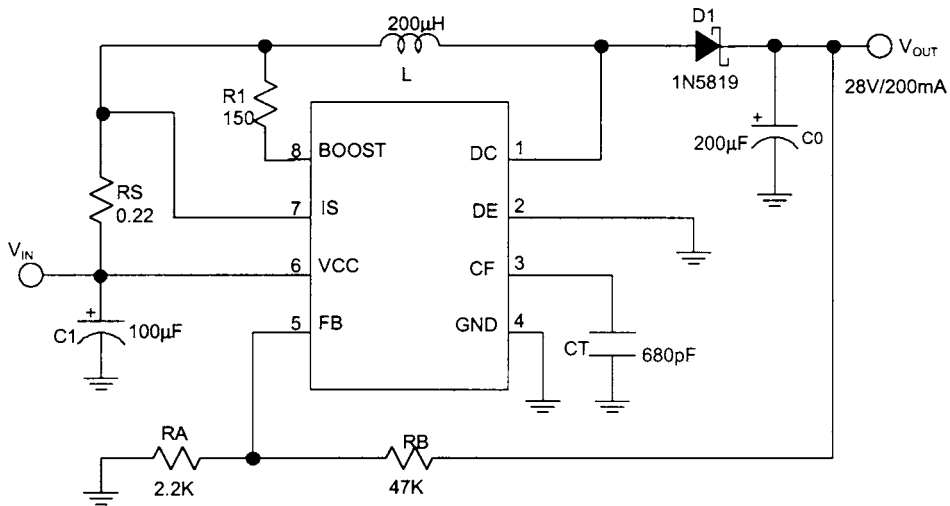 200µH
L
D1
1N5819
V_OUT
28V/200mA
R1
150
200µF
C0
8
BOOST
DC
1
RS
0.22
7
IS
DE
2
V_IN
6
VCC
CF
3
+
C1
100µF
5
FB
GND
4
CT
680pF
+
RA
2.2K
RB
47K